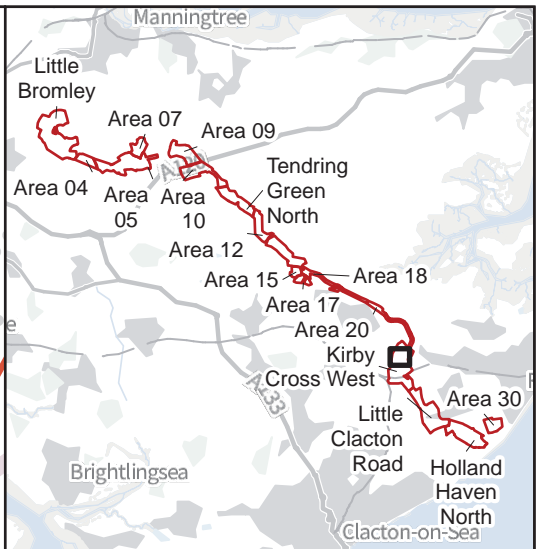 Manningtree
Little
Bromley
Area 07
Area 09
A120
Area 04
Area
05
Area
10
Tendring
Green
North
Area 12
Area 15
Area 18
Area 17
Area 20
Kirby
Cross West
A133
Area 30
Little
Clacton
Road
Holland
Haven
North
Brightlingsea
Clacton-on-Sea